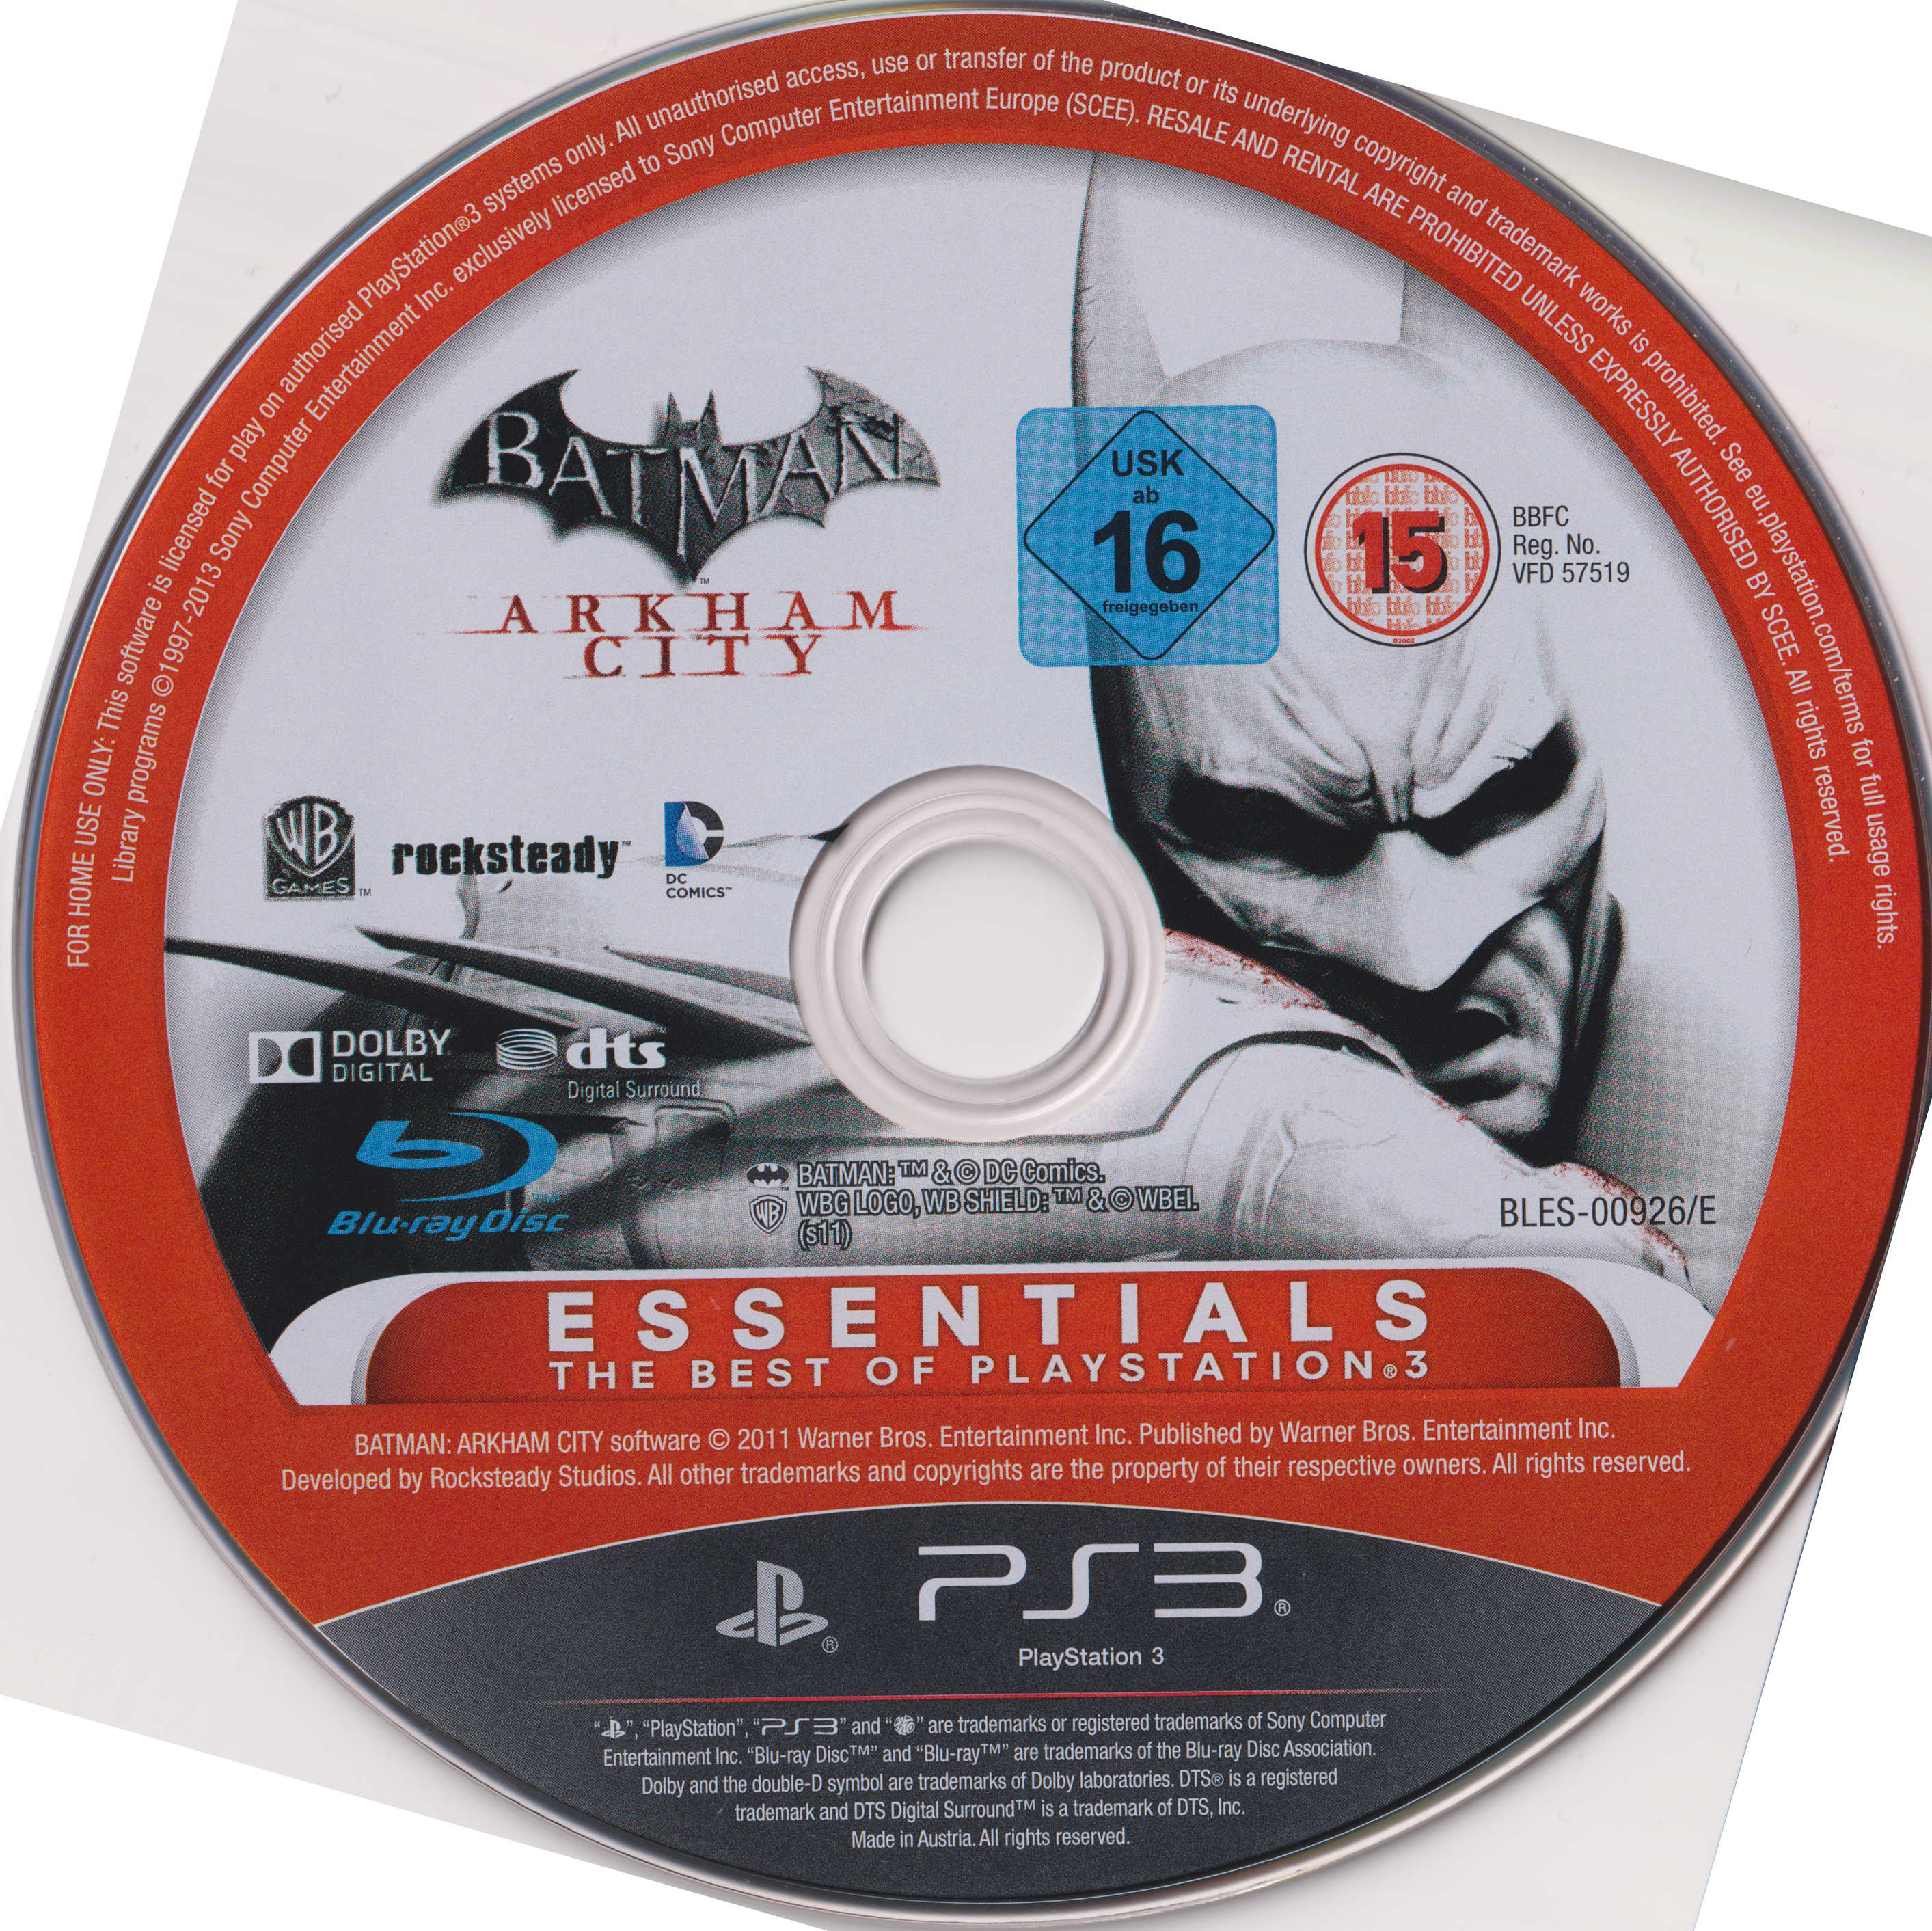 FOR HOME USE ONLY: This software is licensed for play on authorised PlayStation®3 systems only. All unauthorised access, use or transfer of the product or its underlying copyright and trademark works is prohibited. See eu.playstation.com/terms for full usage rights.
Library programs ©1997-2013 Sony Computer Entertainment Inc. exclusively licensed to Sony Computer Entertainment Europe (SCEE). RESALE AND RENTAL ARE PROHIBITED UNLESS EXPRESSLY AUTHORISED BY SCEE. All rights reserved.
BATMAN™
ARKHAM
CITY
USK
ab
16
freigegeben
15
©2002
BBFC
Reg. No.
VFD 57519
WB
GAMES™
rocksteady™
DC
COMICS™
DOLBY
DIGITAL
dts
Digital Surround
Blu-ray Disc™
BATMAN: ™ & © DC Comics.
WBG LOGO, WB SHIELD: ™ & © WBEI.
(s11)
BLES-00926/E
ESSENTIALS
THE BEST OF PLAYSTATION®3
BATMAN: ARKHAM CITY software © 2011 Warner Bros. Entertainment Inc. Published by Warner Bros. Entertainment Inc.
Developed by Rocksteady Studios. All other trademarks and copyrights are the property of their respective owners. All rights reserved.
PS3®
PlayStation 3
“ ”, “PlayStation”, “PS3” and “ ” are trademarks or registered trademarks of Sony Computer
Entertainment Inc. “Blu-ray Disc™” and “Blu-ray™” are trademarks of the Blu-ray Disc Association.
Dolby and the double-D symbol are trademarks of Dolby laboratories. DTS® is a registered
trademark and DTS Digital Surround™ is a trademark of DTS, Inc.
Made in Austria. All rights reserved.